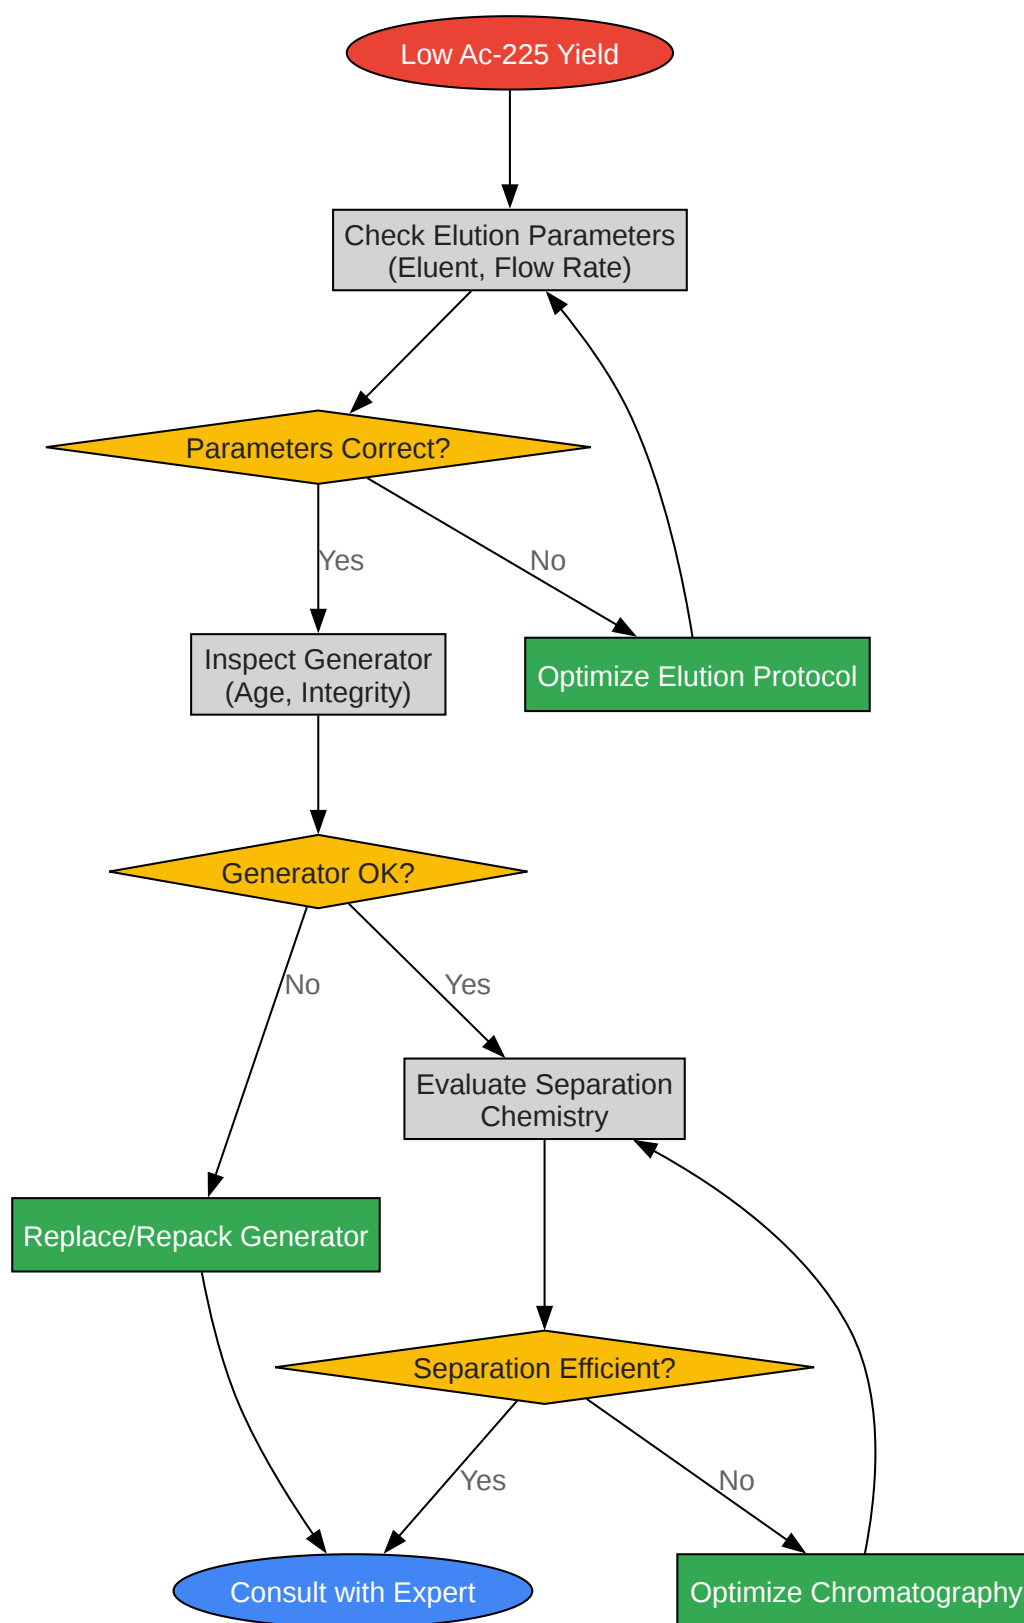 Low Ac-225 Yield
Check Elution Parameters
(Eluent, Flow Rate)
Parameters Correct?
Yes
No
Inspect Generator
(Age, Integrity)
Optimize Elution Protocol
Generator OK?
No
Yes
Evaluate Separation
Chemistry
Replace/Repack Generator
Separation Efficient?
Yes
No
Consult with Expert
Optimize Chromatography